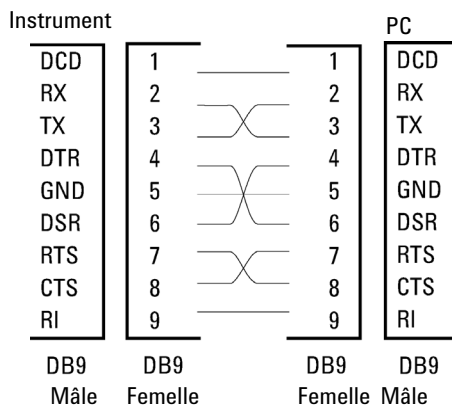 Instrument PC
DCD 1 1 DCD
RX 2 2 RX
TX 3 3 TX
DTR 4 4 DTR
GND 5 5 GND
DSR 6 6 DSR
RTS 7 7 RTS
CTS 8 8 CTS
RI 9 9 RI
DB9 DB9 DB9 DB9
Mâle Femelle Femelle Mâle